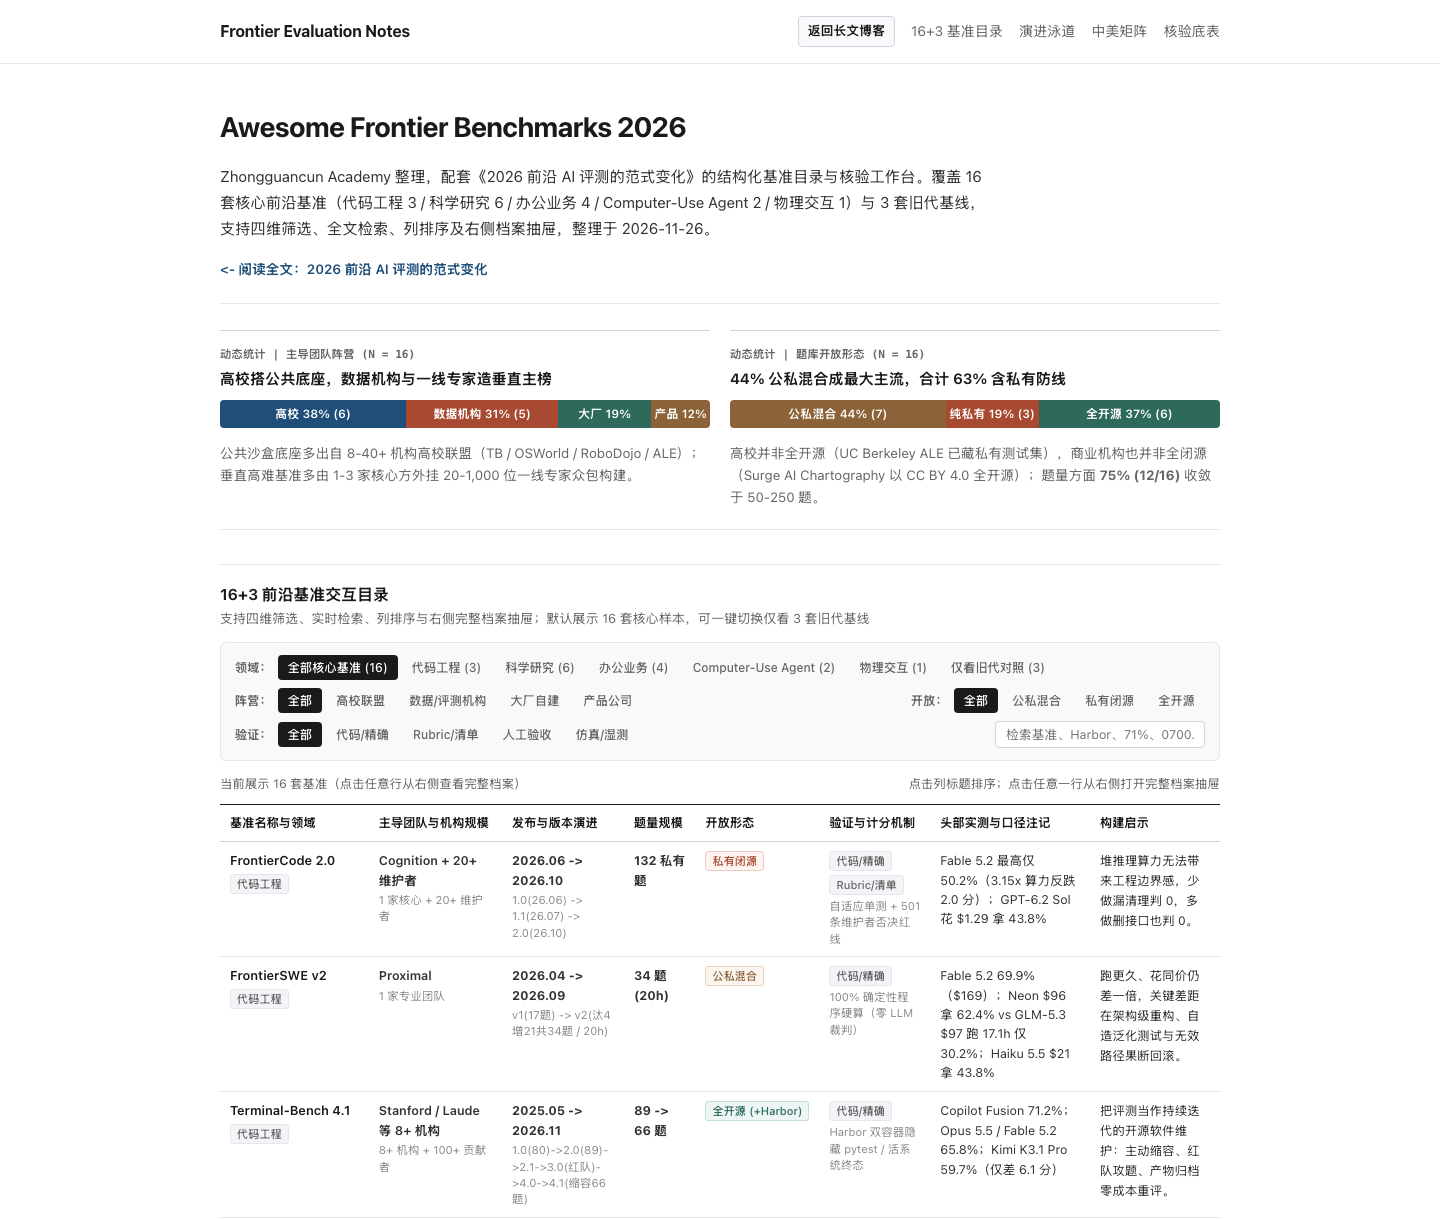 Frontier Evaluation Notes
返回长文博客 16+3 基准目录 演进泳道 中美矩阵 核验底表
Awesome Frontier Benchmarks 2026
Zhongguancun Academy 整理，配套《2026 前沿 AI 评测的范式变化》的结构化基准目录与核验工作台。覆盖 16
套核心前沿基准（代码工程 3 / 科学研究 6 / 办公业务 4 / Computer-Use Agent 2 / 物理交互 1）与 3 套旧代基线，
支持四维筛选、全文检索、列排序及右侧档案抽屉，整理于 2026-11-26。
<- 阅读全文：2026 前沿 AI 评测的范式变化
动态统计 | 主导团队阵营 (N = 16)
高校搭公共底座，数据机构与一线专家造垂直主榜
高校 38% (6) 数据机构 31% (5) 大厂 19% 产品 12%
公共沙盒底座多出自 8-40+ 机构高校联盟（TB / OSWorld / RoboDojo / ALE）；
垂直高难基准多由 1-3 家核心方外挂 20-1,000 位一线专家众包构建。
动态统计 | 题库开放形态 (N = 16)
44% 公私混合成最大主流，合计 63% 含私有防线
公私混合 44% (7) 纯私有 19% (3) 全开源 37% (6)
高校并非全开源（UC Berkeley ALE 已藏私有测试集），商业机构也并非全闭源
（Surge AI Chartography 以 CC BY 4.0 全开源）；题量方面 75% (12/16) 收敛
于 50-250 题。
16+3 前沿基准交互目录
支持四维筛选、实时检索、列排序与右侧完整档案抽屉；默认展示 16 套核心样本，可一键切换仅看 3 套旧代基线
领域： 全部核心基准 (16) 代码工程 (3) 科学研究 (6) 办公业务 (4) Computer-Use Agent (2) 物理交互 (1) 仅看旧代对照 (3)
阵营： 全部 高校联盟 数据/评测机构 大厂自建 产品公司 开放： 全部 公私混合 私有闭源 全开源
验证： 全部 代码/精确 Rubric/清单 人工验收 仿真/湿测 检索基准、Harbor、71%、0700.
当前展示 16 套基准（点击任意行从右侧查看完整档案） 点击列标题排序；点击任意一行从右侧打开完整档案抽屉
基准名称与领域 主导团队与机构规模 发布与版本演进 题量规模 开放形态 验证与计分机制 头部实测与口径注记 构建启示
FrontierCode 2.0
代码工程
Cognition + 20+
维护者
1 家核心 + 20+ 维护
者
2026.06 ->
2026.10
1.0(26.06) ->
1.1(26.07) ->
2.0(26.10)
132 私有
题
私有闭源
代码/精确
Rubric/清单
自适应单测 + 501
条维护者否决红
线
Fable 5.2 最高仅
50.2%（3.15x 算力反跌
2.0 分）；GPT-6.2 Sol
花 $1.29 拿 43.8%
堆推理算力无法带
来工程边界感，少
做漏清理判 0，多
做删接口也判 0。
FrontierSWE v2
代码工程
Proximal
1 家专业团队
2026.04 ->
2026.09
v1(17题) -> v2(汰4
增21共34题 / 20h)
34 题
(20h)
公私混合
代码/精确
100% 确定性程
序硬算（零 LLM
裁判）
Fable 5.2 69.9%
（$169）；Neon $96
拿 62.4% vs GLM-5.3
$97 跑 17.1h 仅
30.2%；Haiku 5.5 $21
拿 43.8%
跑更久、花同价仍
差一倍，关键差距
在架构级重构、自
造泛化测试与无效
路径果断回滚。
Terminal-Bench 4.1
代码工程
Stanford / Laude
等 8+ 机构
8+ 机构 + 100+ 贡献
者
2025.05 ->
2026.11
1.0(80)->2.0(89)-
>2.1->3.0(红队)-
>4.0->4.1(缩容66
题)
89 ->
66 题
全开源 (+Harbor)
代码/精确
Harbor 双容器隐
藏 pytest / 活系
统终态
Copilot Fusion 71.2%；
Opus 5.5 / Fable 5.2
65.8%；Kimi K3.1 Pro
59.7%（仅差 6.1 分）
把评测当作持续迭
代的开源软件维
护：主动缩容、红
队攻题、产物归档
零成本重评。